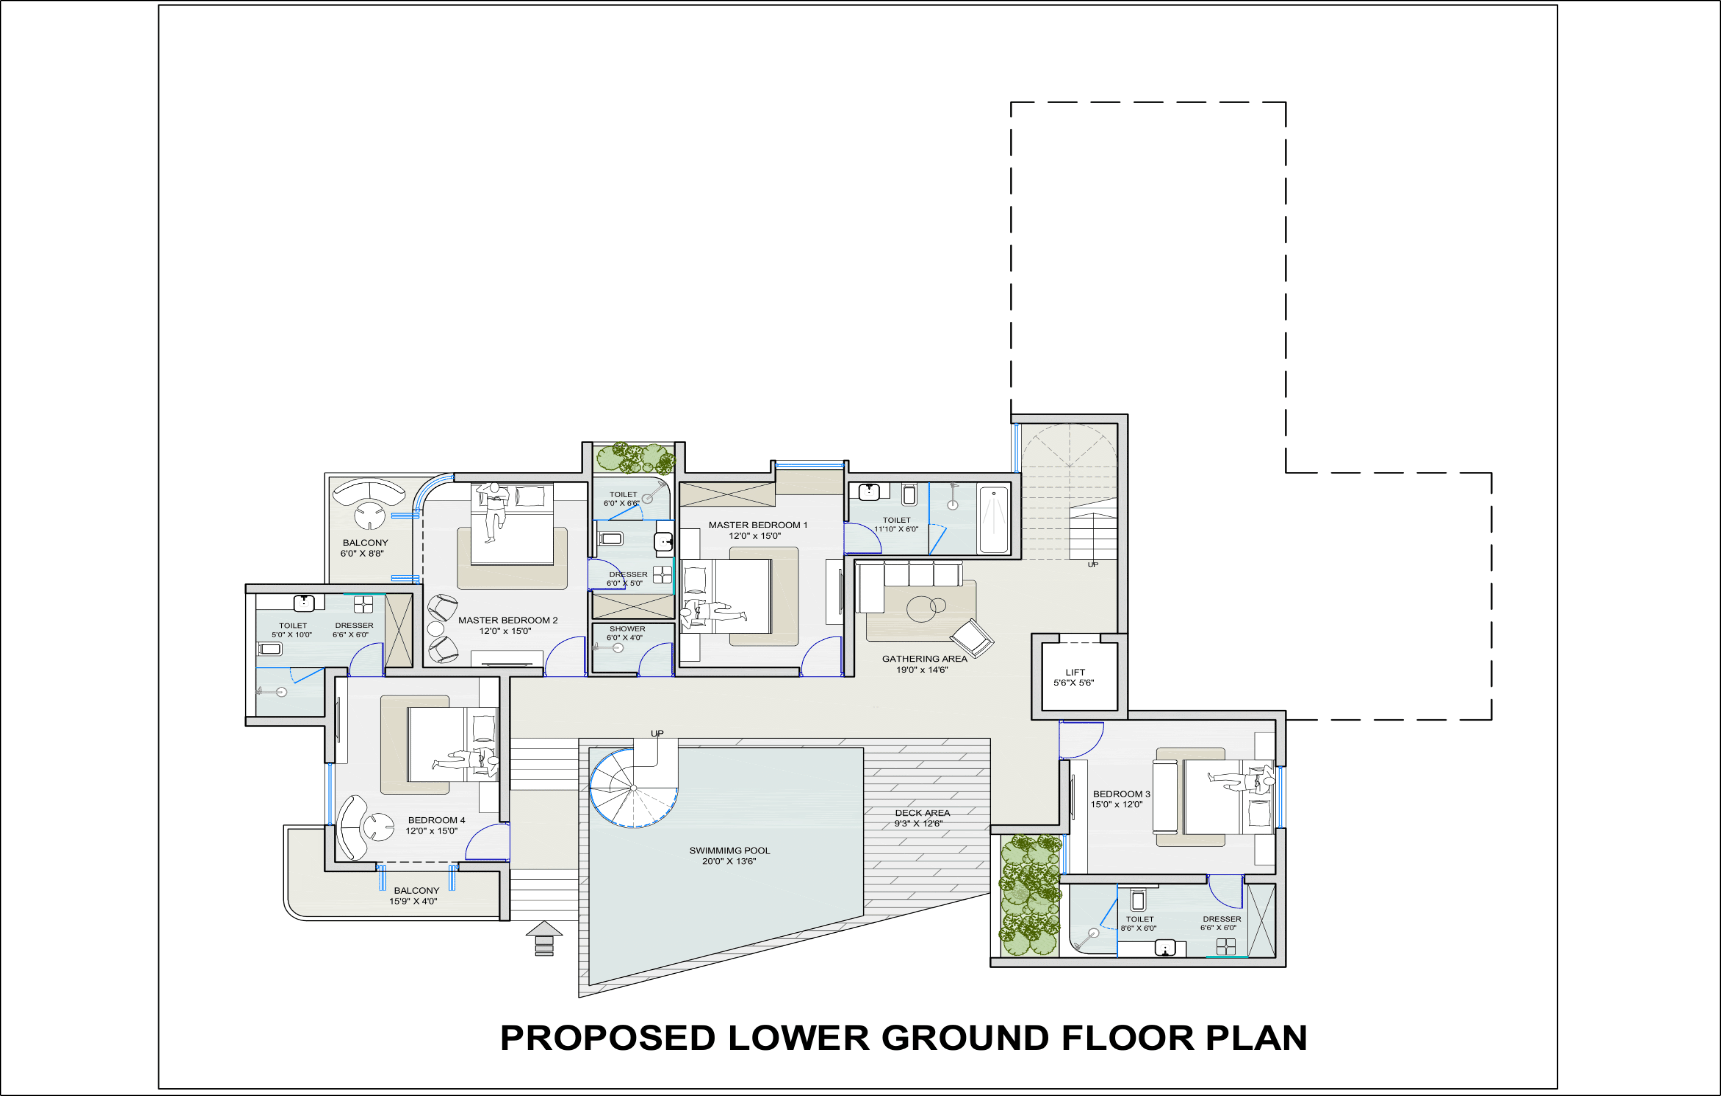 TOILET
6'0" X 6'6"
MASTER BEDROOM 1
12'0" x 15'0"
TOILET
11'10" X 6'0"
BALCONY
6'0" X 8'8"
UP
DRESSER
6'0" X 5'0"
MASTER BEDROOM 2
12'0" x 15'0"
TOILET
5'0" X 10'0"
DRESSER
6'6" X 6'0"
SHOWER
6'0" X 4'0"
GATHERING AREA
19'0" x 14'6"
LIFT
5'6"X 5'6"
UP
BEDROOM 3
15'0" x 12'0"
BEDROOM 4
12'0" x 15'0"
DECK AREA
9'3" X 12'6"
SWIMMIMG POOL
20'0" X 13'6"
BALCONY
15'9" X 4'0"
TOILET
8'6" X 6'0"
DRESSER
6'6" X 6'0"
PROPOSED LOWER GROUND FLOOR PLAN